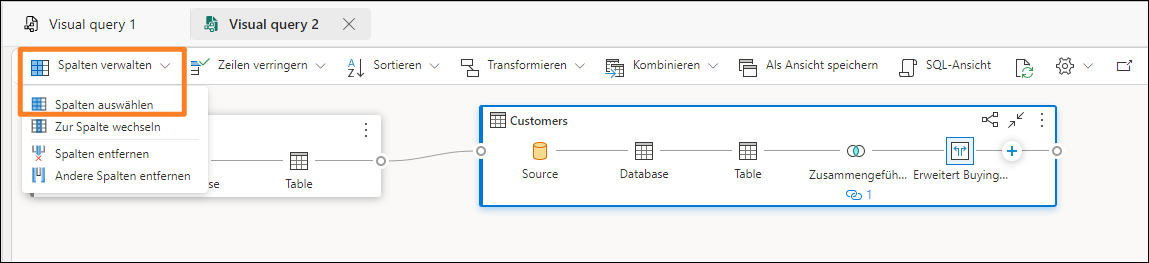 Visual query 1
Visual query 2
Spalten verwalten
Zeilen verringern
Sortieren
Transformieren
Kombinieren
Als Ansicht speichern
SQL-Ansicht
Spalten auswählen
Zur Spalte wechseln
Spalten entfernen
Andere Spalten entfernen
se
Table
Customers
Source
Database
Table
Zusammengefüh...
Erweitert Buying...
1